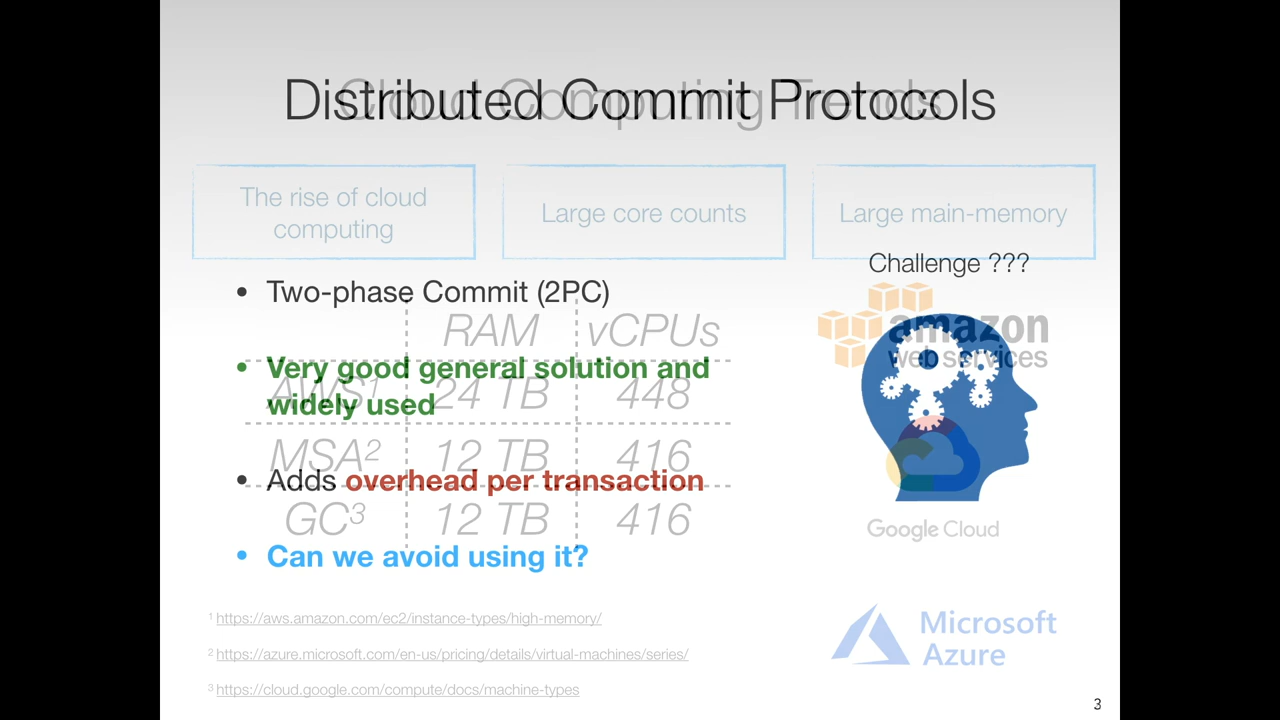 Distributed Commit Protocols
Cloud Computing Trends
The rise of cloud
computing
Large core counts
Large main-memory
Challenge ???
• Two-phase Commit (2PC)
• Very good general solution and
widely used
• Adds overhead per transaction
• Can we avoid using it?
RAM vCPUs
AWS¹ 24 TB 448
MSA² 12 TB 416
GC³ 12 TB 416
amazon
web services
Google Cloud
Microsoft
Azure
¹ https://aws.amazon.com/ec2/instance-types/high-memory/
² https://azure.microsoft.com/en-us/pricing/details/virtual-machines/series/
³ https://cloud.google.com/compute/docs/machine-types
3